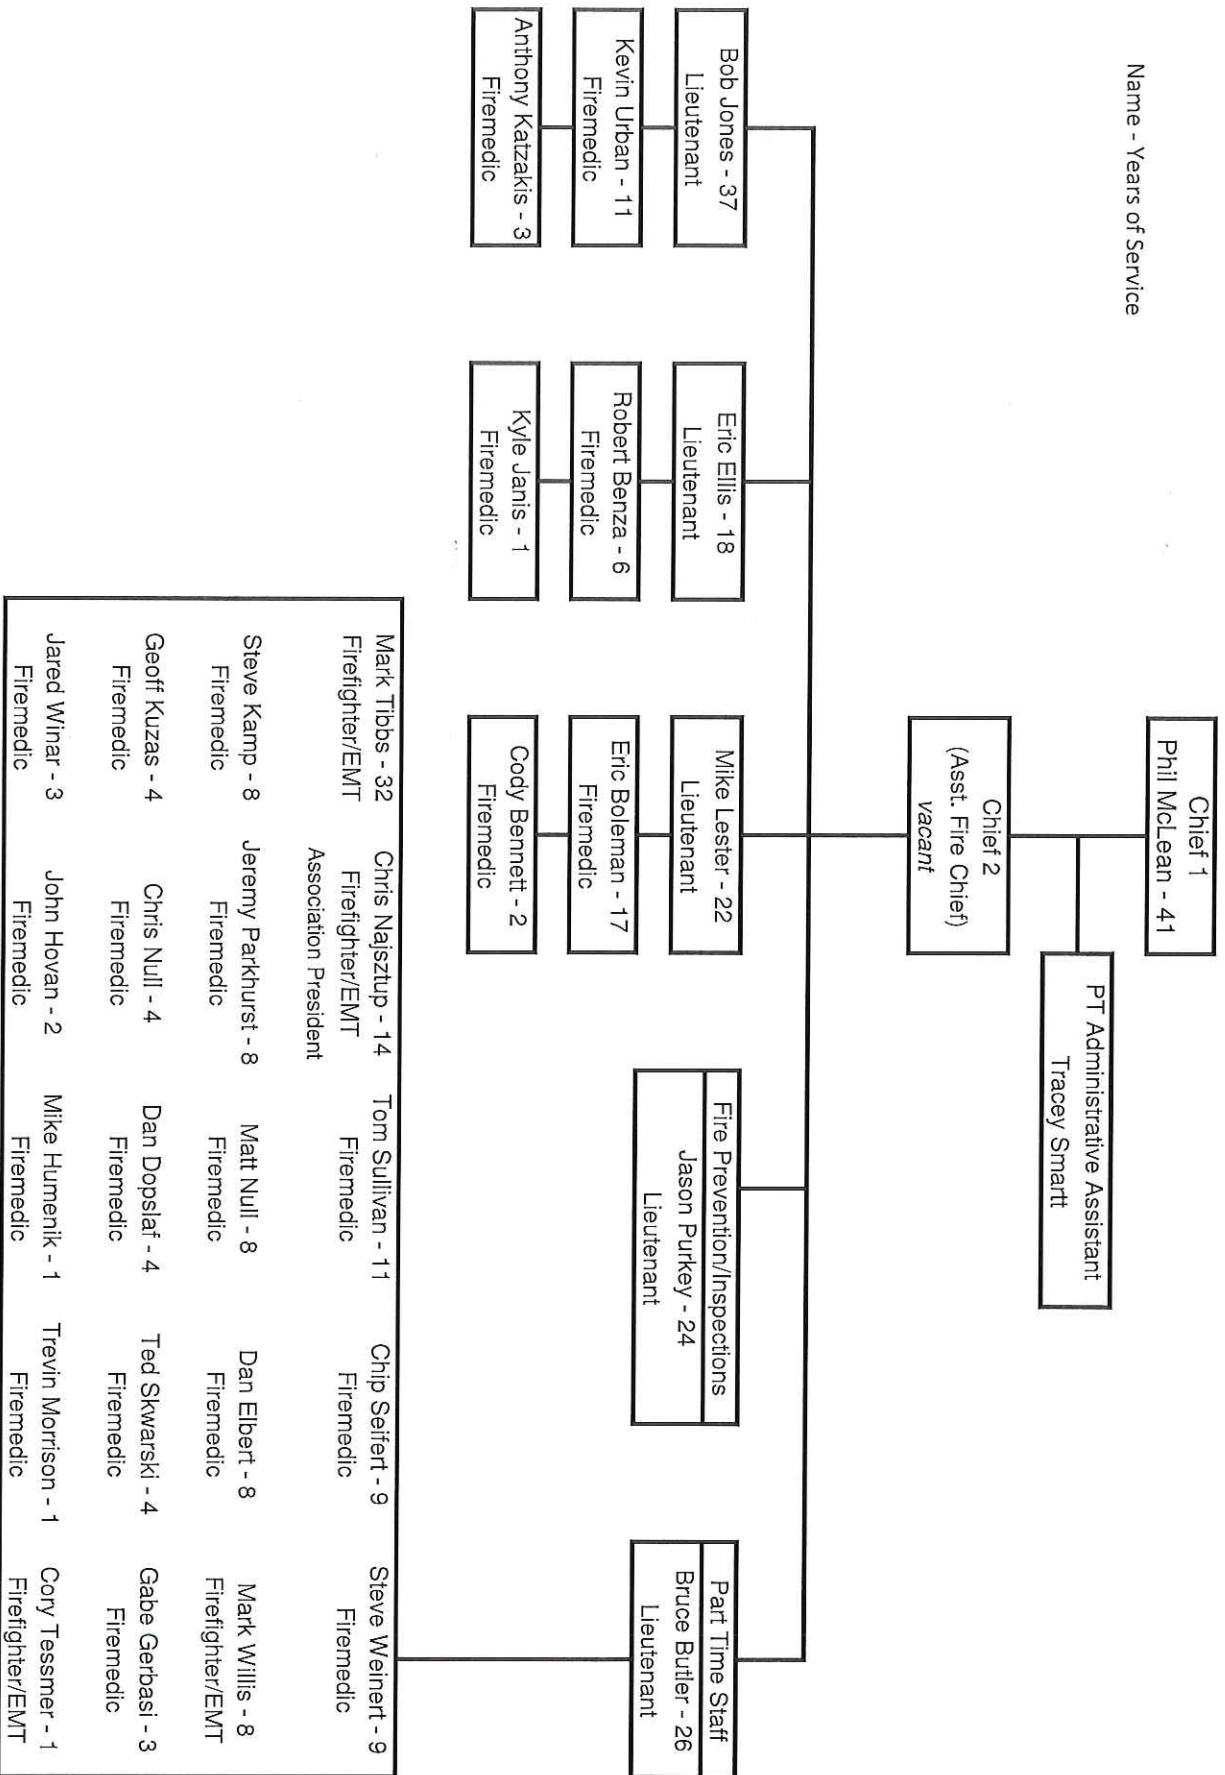 Name - Years of Service
Chief 1
Phil McLean - 41
PT Administrative Assistant
Tracey Smartt
Chief 2
(Asst. Fire Chief)
vacant
Bob Jones - 37
Lieutenant
Kevin Urban - 11
Firemedic
Anthony Katzakis - 3
Firemedic
Eric Ellis - 18
Lieutenant
Robert Benza - 6
Firemedic
Kyle Janis - 1
Firemedic
Mike Lester - 22
Lieutenant
Eric Boleman - 17
Firemedic
Cody Bennett - 2
Firemedic
Fire Prevention/Inspections
Jason Purkey - 24
Lieutenant
Part Time Staff
Bruce Butler - 26
Lieutenant
Mark Tibbs - 32 Chris Najsztup - 14 Tom Sullivan - 11 Chip Seifert - 9 Steve Weinert - 9
Firefighter/EMT Firefighter/EMT Firemedic Firemedic Firemedic
Association President
Steve Kamp - 8 Jeremy Parkhurst - 8 Matt Null - 8 Dan Elbert - 8 Mark Willis - 8
Firemedic Firemedic Firemedic Firemedic Firefighter/EMT
Geoff Kuzas - 4 Chris Null - 4 Dan Dopslaf - 4 Ted Skwarski - 4 Gabe Gerbasi - 3
Firemedic Firemedic Firemedic Firemedic Firemedic
Jared Winar - 3 John Hovan - 2 Mike Humenik - 1 Trevin Morrison - 1 Cory Tessmer - 1
Firemedic Firemedic Firemedic Firemedic Firefighter/EMT